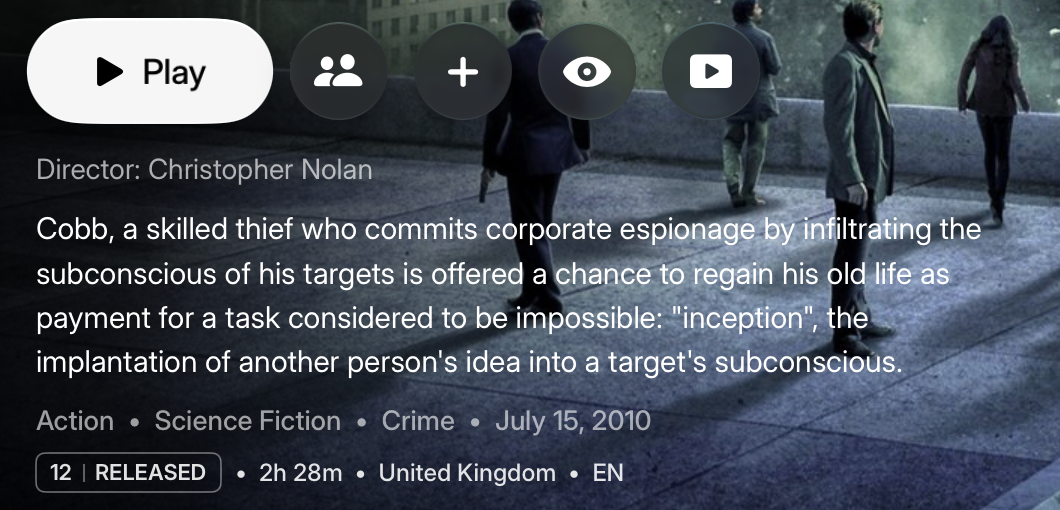 Play
Director: Christopher Nolan
Cobb, a skilled thief who commits corporate espionage by infiltrating the
subconscious of his targets is offered a chance to regain his old life as
payment for a task considered to be impossible: "inception", the
implantation of another person's idea into a target's subconscious.
Action • Science Fiction • Crime • July 15, 2010
12 | RELEASED • 2h 28m • United Kingdom • EN